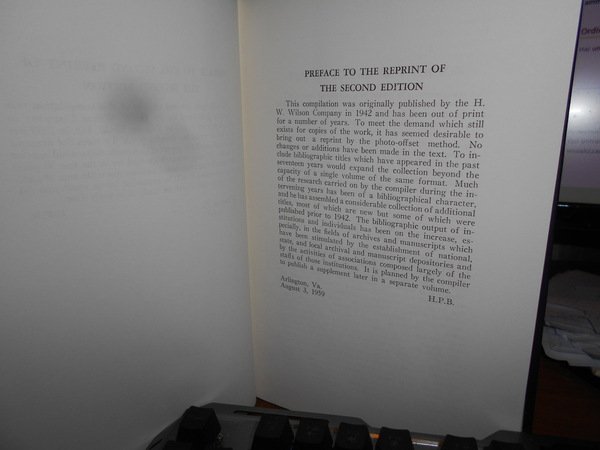 PREFACE TO THE REPRINT OF
THE SECOND EDITION
This compilation was originally published by the H.
W. Wilson Company in 1942 and has been out of print
for a number of years. To meet the demand which still
exists for copies of the work, it has seemed desirable to
bring out a reprint by the photo-offset method. No
changes or additions have been made in the text. To in-
clude bibliographic titles which have appeared in the past
seventeen years would expand the collection beyond the
capacity of a single volume of the same format. Much
of the research carried on by the compiler during the in-
tervening years has been of a bibliographical character,
and he has assembled a considerable collection of additional
titles, most of which are new but some of which were
published prior to 1942. The bibliographic output of in-
stitutions and individuals has been on the increase, es-
pecially, in the fields of archives and manuscripts which
have been stimulated by the establishment of national,
state, and local archival and manuscript depositories and
by the activities of associations composed largely of the
staffs of those institutions. It is planned by the compiler
to publish a supplement later in a separate volume.
H.P.B.
Arlington, Va.
August 3, 1959